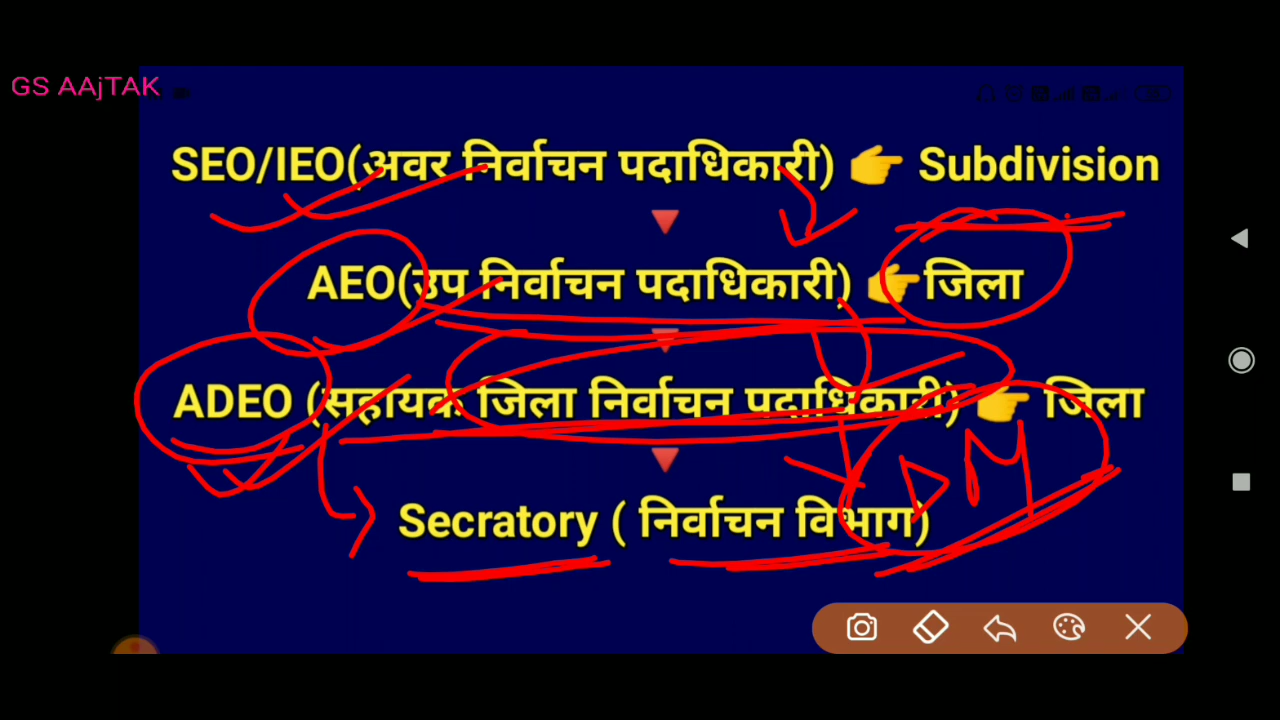 GS AAjTAK
SEO/IEO(अवर निर्वाचन पदाधिकारी) 👉 Subdivision
🔻
AEO(उप निर्वाचन पदाधिकारी) 👉जिला
🔻
ADEO (सहायक जिला निर्वाचन पदाधिकारी) 👉 जिला
🔻
DM
Secratory ( निर्वाचन विभाग)